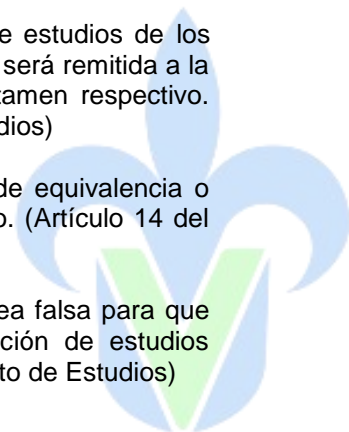 e estudios de los
será remitida a la
tamen respectivo.
dios)
de equivalencia o
o. (Artículo 14 del
ea falsa para que
ción de estudios
to de Estudios)